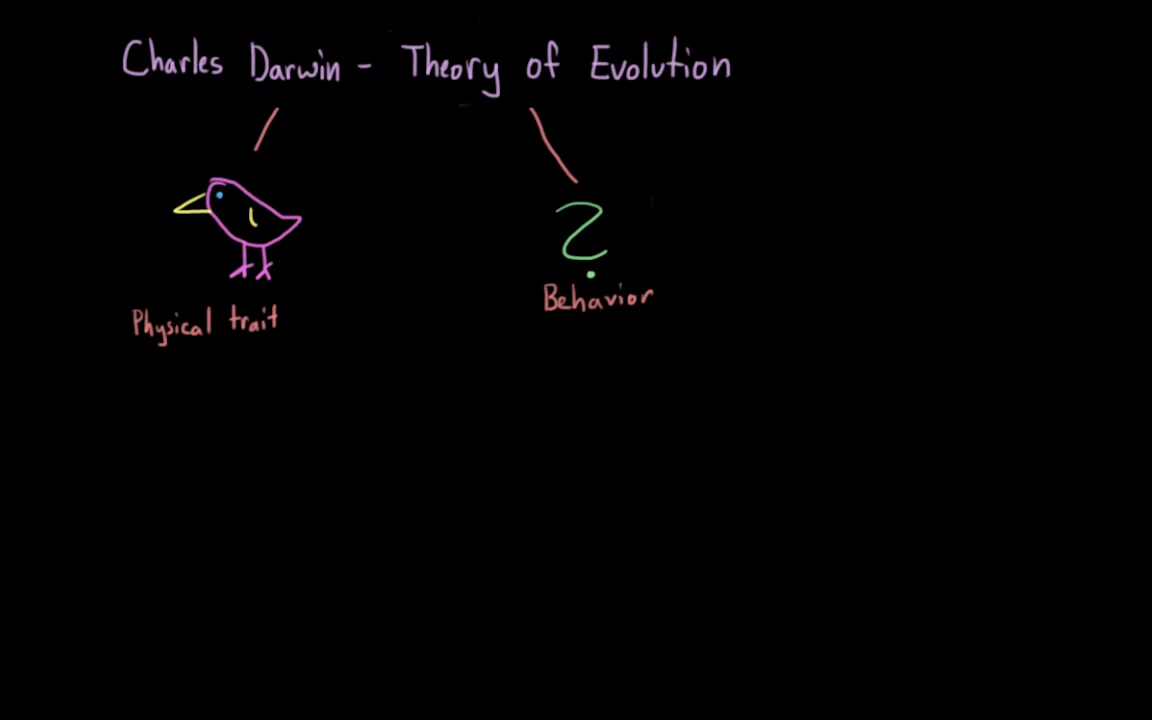 Charles Darwin - Theory of Evolution
?
Physical trait
Behavior